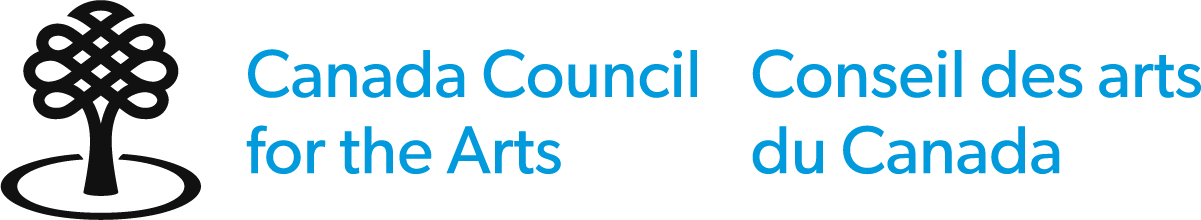 Canada Council
for the Arts
Conseil des arts
du Canada